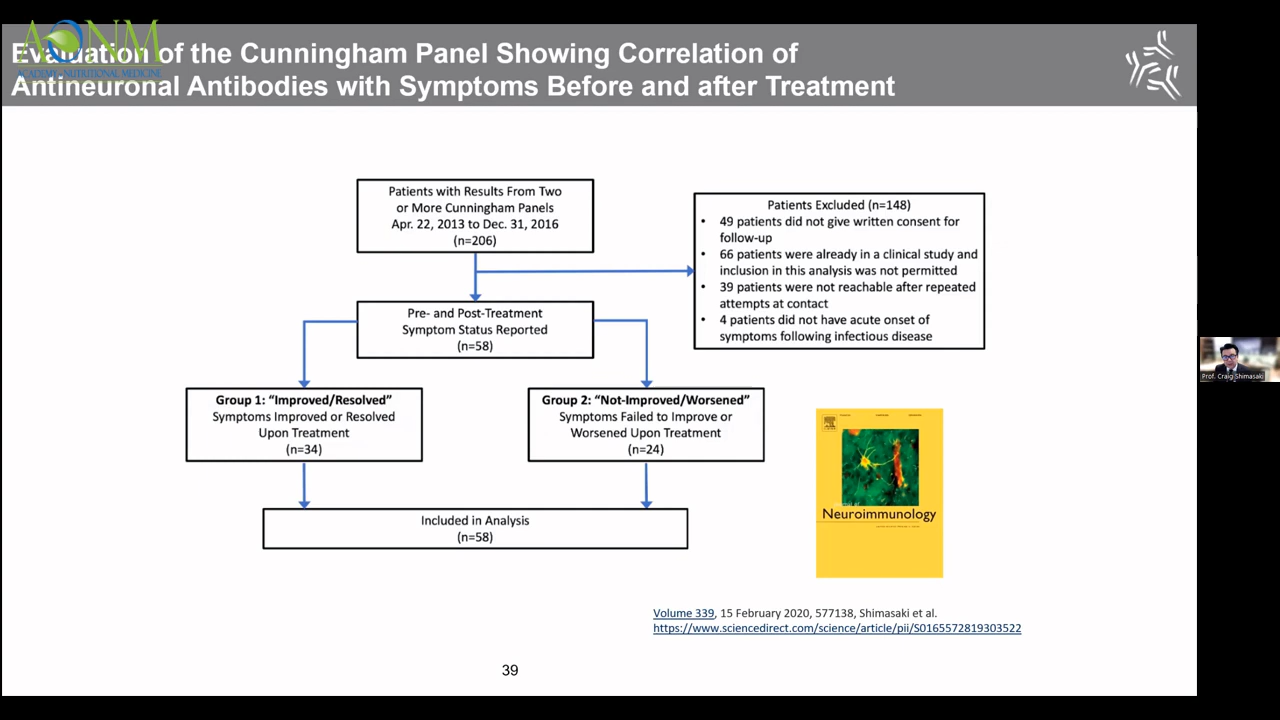 AONM
ACADEMY of NUTRITIONAL MEDICINE
Evaluation of the Cunningham Panel Showing Correlation of
Antineuronal Antibodies with Symptoms Before and after Treatment
Patients with Results From Two
or More Cunningham Panels
Apr. 22, 2013 to Dec. 31, 2016
(n=206)
Patients Excluded (n=148)
• 49 patients did not give written consent for
follow-up
• 66 patients were already in a clinical study and
inclusion in this analysis was not permitted
• 39 patients were not reachable after repeated
attempts at contact
• 4 patients did not have acute onset of
symptoms following infectious disease
Pre- and Post-Treatment
Symptom Status Reported
(n=58)
Group 1: “Improved/Resolved”
Symptoms Improved or Resolved
Upon Treatment
(n=34)
Group 2: “Not-Improved/Worsened”
Symptoms Failed to Improve or
Worsened Upon Treatment
(n=24)
Included in Analysis
(n=58)
Neuroimmunology
Volume 339, 15 February 2020, 577138, Shimasaki et al.
https://www.sciencedirect.com/science/article/pii/S0165572819303522
39
Prof. Craig Shimasaki